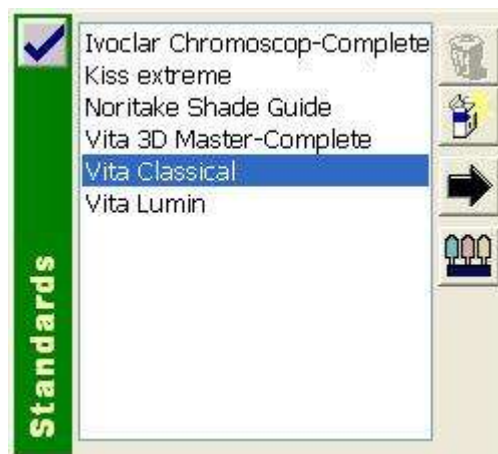 Standards
Ivoclar Chromoscop-Complete
Kiss extreme
Noritake Shade Guide
Vita 3D Master-Complete
Vita Classical
Vita Lumin